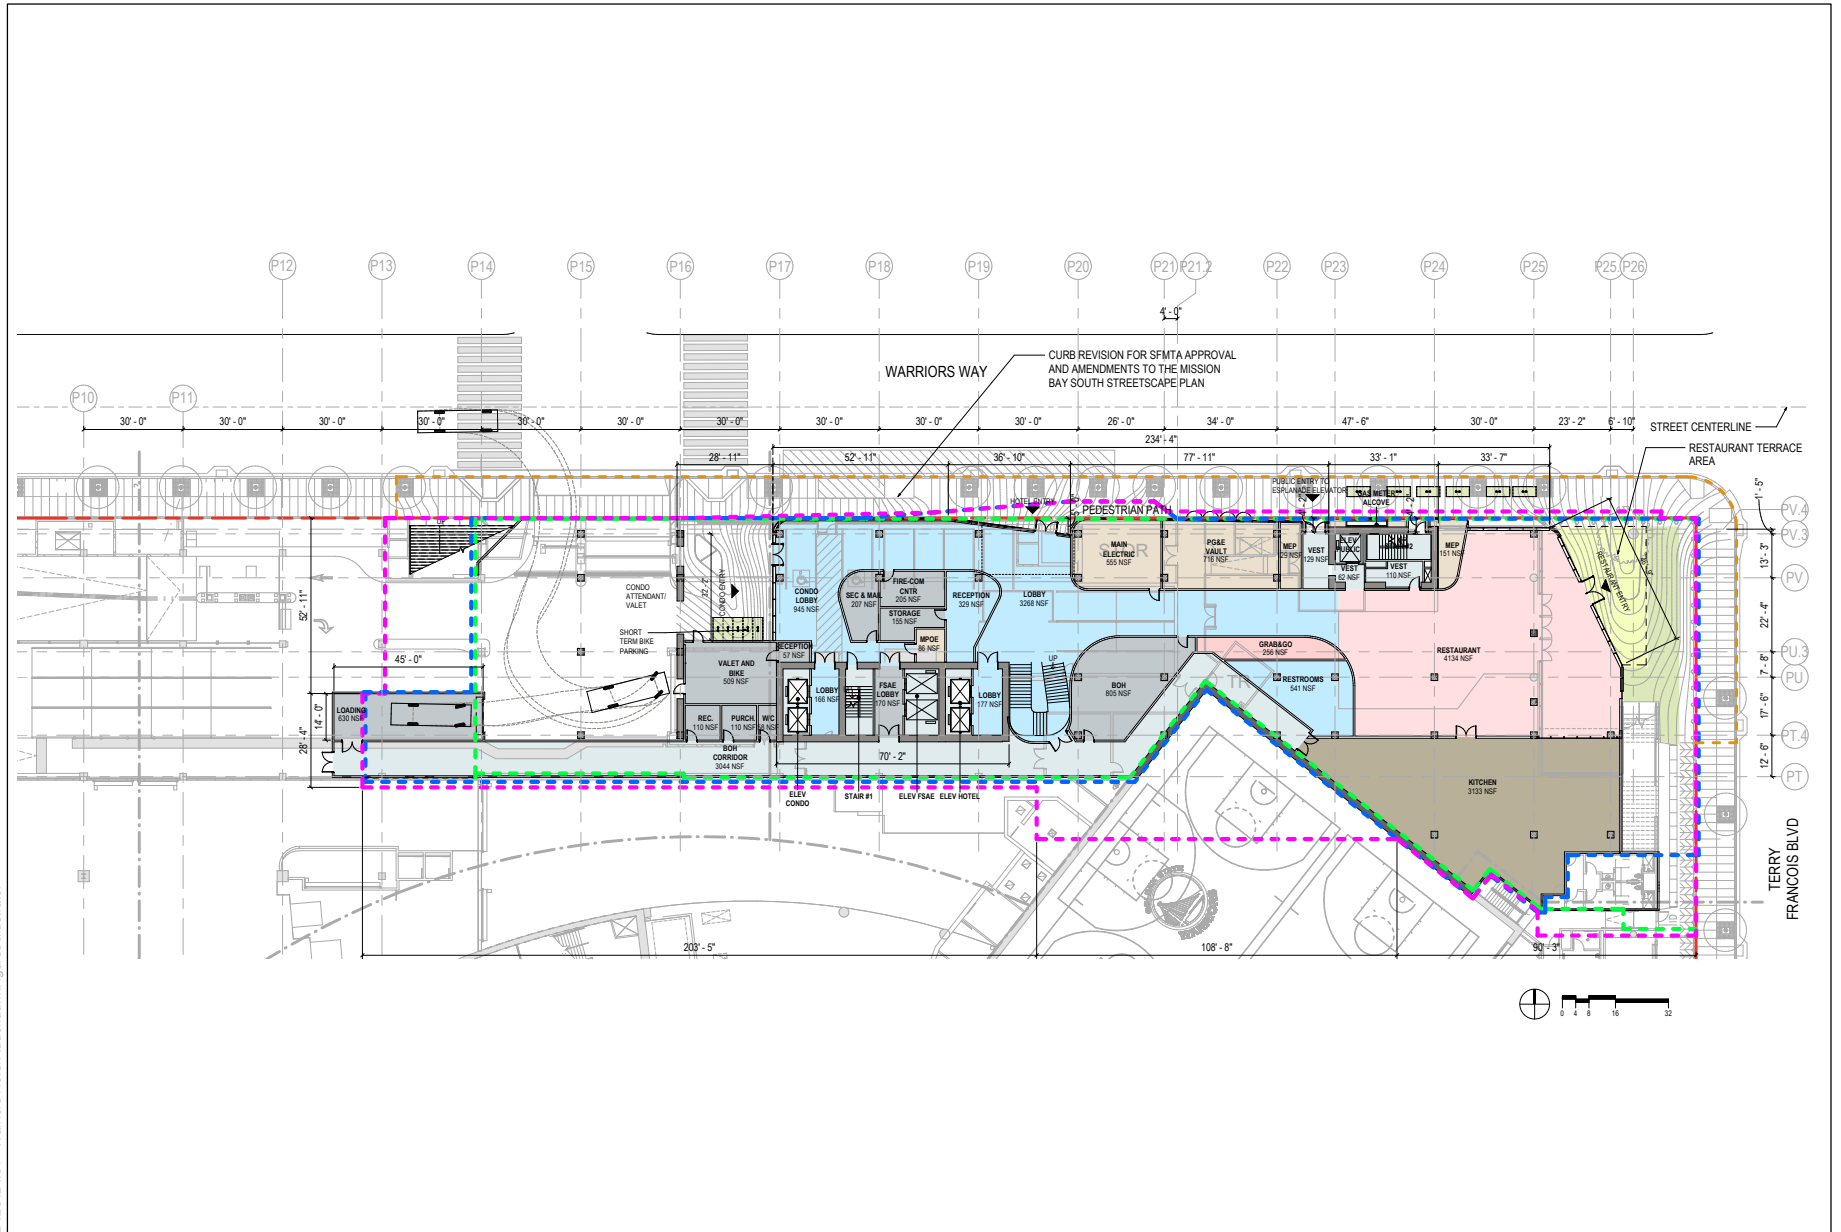 P12
P13
P14
P15
P16
P17
P18
P19
P20
P21
P21.2
P22
P23
P24
P25
P25.
P26
4' - 0"
WARRIORS WAY
CURB REVISION FOR SFMTA APPROVAL
AND AMENDMENTS TO THE MISSION
BAY SOUTH STREETSCAPE PLAN
P10
P11
30' - 0"
30' - 0"
30' - 0"
30' - 0"
30' - 0"
30' - 0"
30' - 0"
30' - 0"
30' - 0"
30' - 0"
26' - 0"
34' - 0"
47' - 6"
30' - 0"
23' - 2"
6' - 10"
STREET CENTERLINE
234' - 4"
RESTAURANT TERRACE
AREA
28' - 11"
52' - 11"
36' - 10"
77' - 11"
33' - 1"
33' - 7"
PUBLIC ENTRY TO
ESPLANADE ELEVATOR
GAS METER
ALCOVE
HOTEL ENTRY
PEDESTRIAN PATH
1' - 5"
PV.4
PV.3
PV
PU.3
PU
PT.4
PT
13' - 3"
22' - 4"
7' - 8"
17' - 6"
12' - 6"
UP
MAIN
ELECTRIC
555 NSF
PG&E
VAULT
716 NSF
MEP
29 NSF
VEST
129 NSF
ELEV
PUBLIC
VEST
62 NSF
VEST
110 NSF
MEP
151 NSF
RESTAURANT ENTRY
CONDO
ATTENDANT/
VALET
32' - 2"
CONDO ENTRY
CONDO
LOBBY
945 NSF
FIRE-COM
CNTR
205 NSF
SEC & MAIL
207 NSF
STORAGE
155 NSF
RECEPTION
329 NSF
LOBBY
3268 NSF
MPOE
86 NSF
52' - 11"
SHORT
TERM BIKE
PARKING
RECEPTION
57 NSF
GRAB&GO
256 NSF
RESTAURANT
4134 NSF
45' - 0"
VALET AND
BIKE
509 NSF
LOBBY
166 NSF
FSAE
LOBBY
170 NSF
LOBBY
177 NSF
UP
BOH
805 NSF
RESTROOMS
541 NSF
LOADING
630 NSF
14' - 0"
28' - 4"
REC.
110 NSF
PURCH.
110 NSF
W/C
BOH
CORRIDOR
3044 NSF
70' - 2"
KITCHEN
3133 NSF
ELEV
CONDO
STAIR #1
ELEV FSAE
ELEV HOTEL
TERRY
FRANCOIS BLVD
203' - 5"
108' - 8"
90' - 3"
0 4 8 16 32